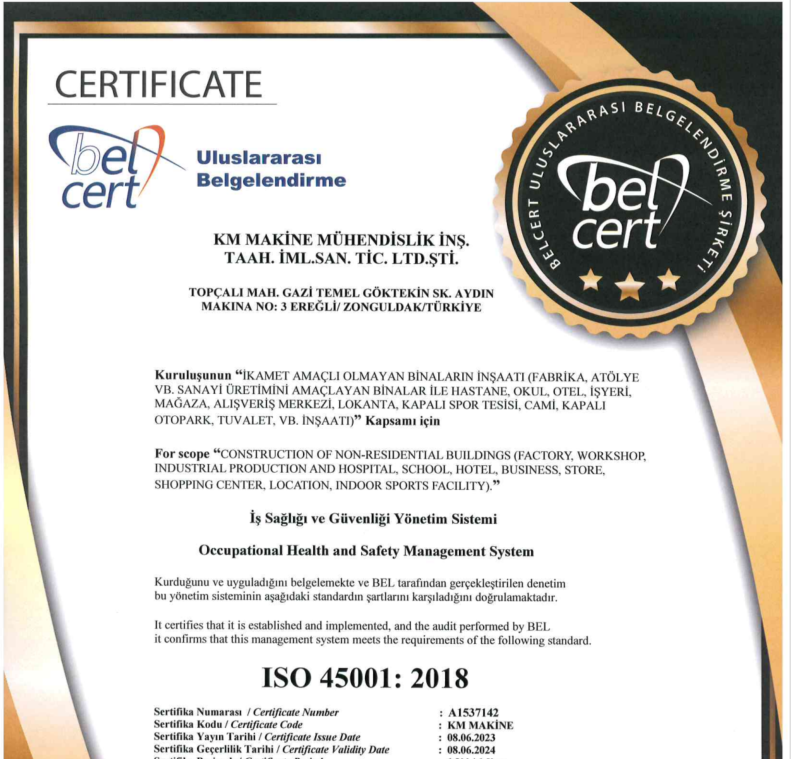 CERTIFICATE
bel
cert
Uluslararası
Belgelendirme
BELCERT ULUSLARARASI BELGELENDİRME ŞİRKETİ
bel
cert
KM MAKİNE MÜHENDİSLİK İNŞ.
TAAH. İML.SAN. TİC. LTD.ŞTİ.
TOPÇALI MAH. GAZİ TEMEL GÖKTEKİN SK. AYDIN
MAKINA NO: 3 EREĞLİ/ ZONGULDAK/TÜRKİYE
Kuruluşunun “İKAMET AMAÇLI OLMAYAN BİNALARIN İNŞAATI (FABRİKA, ATÖLYE
VB. SANAYİ ÜRETİMİNİ AMAÇLAYAN BİNALAR İLE HASTANE, OKUL, OTEL, İŞYERİ,
MAĞAZA, ALIŞVERİŞ MERKEZİ, LOKANTA, KAPALI SPOR TESİSİ, CAMİ, KAPALI
OTOPARK, TUVALET, VB. İNŞAATI)” Kapsamı için
For scope “CONSTRUCTION OF NON-RESIDENTIAL BUILDINGS (FACTORY, WORKSHOP,
INDUSTRIAL PRODUCTION AND HOSPITAL, SCHOOL, HOTEL, BUSINESS, STORE,
SHOPPING CENTER, LOCATION, INDOOR SPORTS FACILITY).”
İş Sağlığı ve Güvenliği Yönetim Sistemi
Occupational Health and Safety Management System
Kurduğunu ve uyguladığını belgelemekte ve BEL tarafından gerçekleştirilen denetim
bu yönetim sisteminin aşağıdaki standardın şartlarını karşıladığını doğrulamaktadır.
It certifies that it is established and implemented, and the audit performed by BEL
it confirms that this management system meets the requirements of the following standard.
ISO 45001: 2018
Sertifika Numarası / Certificate Number : A1537142
Sertifika Kodu / Certificate Code : KM MAKİNE
Sertifika Yayın Tarihi / Certificate Issue Date : 08.06.2023
Sertifika Geçerlilik Tarihi / Certificate Validity Date : 08.06.2024